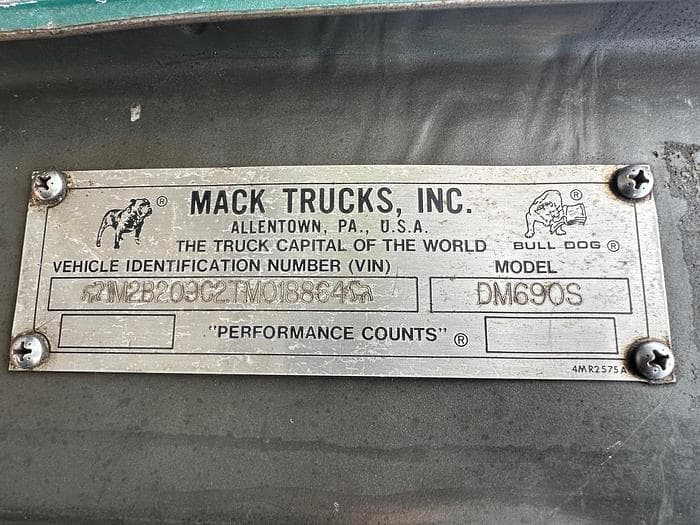 MACK TRUCKS, INC.
ALLENTOWN, PA., U.S.A.
THE TRUCK CAPITAL OF THE WORLD
BULL DOG ®
VEHICLE IDENTIFICATION NUMBER (VIN) MODEL
1M2B209C2TM018864 DM690S
"PERFORMANCE COUNTS" ®
4MR2575A